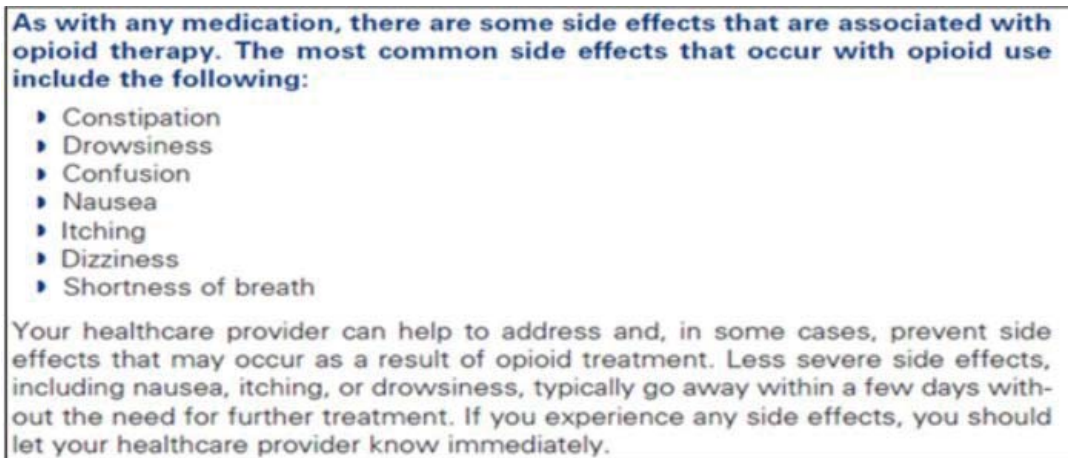 As with any medication, there are some side effects that are associated with
opioid therapy. The most common side effects that occur with opioid use
include the following:
Constipation
Drowsiness
Confusion
Nausea
Itching
Dizziness
Shortness of breath
Your healthcare provider can help to address and, in some cases, prevent side
effects that may occur as a result of opioid treatment. Less severe side effects,
including nausea, itching, or drowsiness, typically go away within a few days with-
out the need for further treatment. If you experience any side effects, you should
let your healthcare provider know immediately.